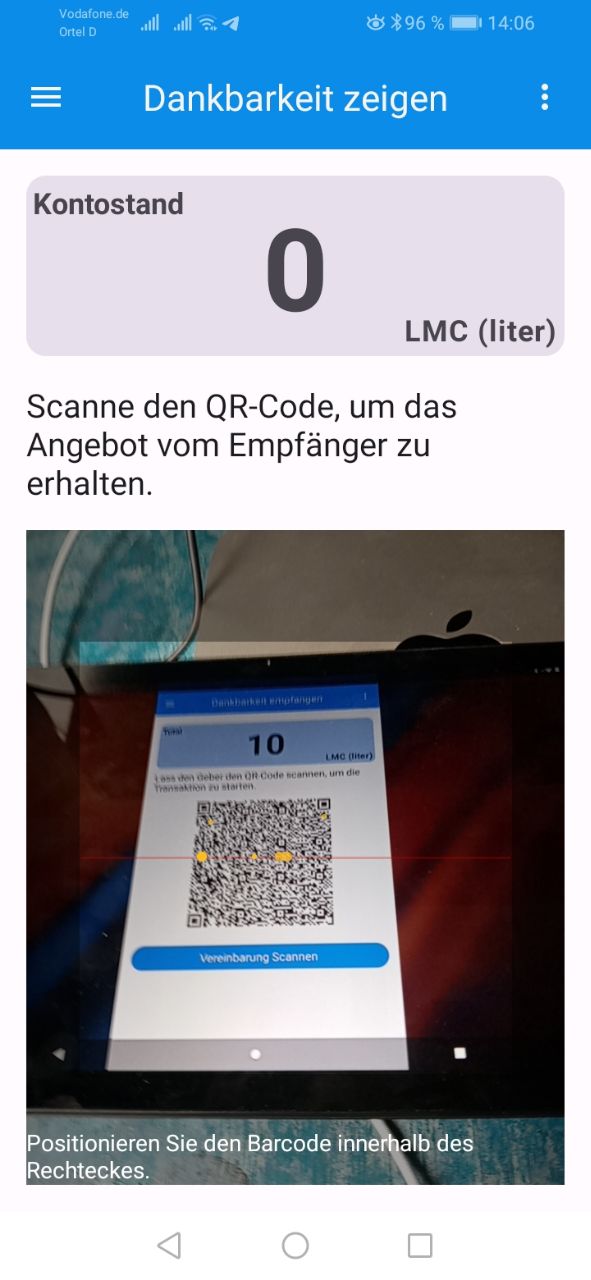 Vodafone.de
Ortel D
96 % 14:06
Dankbarkeit zeigen
Kontostand
0
LMC (liter)
Scanne den QR-Code, um das
Angebot vom Empfänger zu
erhalten.
Dankbarkeit empfangen
Total
10
LMC (liter)
Lass den Geber den QR-Code scannen, um die
Transaktion zu starten.
Vereinbarung Scannen
Positionieren Sie den Barcode innerhalb des
Rechteckes.